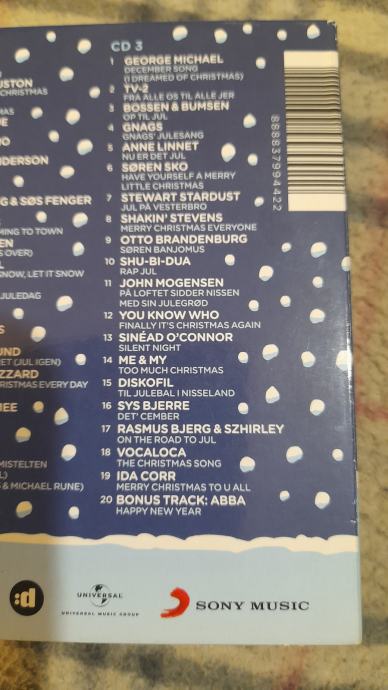 USTON
CHRISTMAS
NDERSON
G & SØS FENGER
MING TO TOWN
S OVER)
SNOW, LET IT SNOW
JULEDAG
S
UND
ET (JUL IGEN)
ZZARD
RISTMAS EVERY DAY
MEE
MISTELTEN
& MICHAEL RUNE)
CD 3
1 GEORGE MICHAEL
DECEMBER SONG
(I DREAMED OF CHRISTMAS)
2 TV-2
FRA ALLE OS TIL ALLE JER
3 BOSSEN & BUMSEN
OP TIL JUL
4 GNAGS
GNAGS' JULESANG
5 ANNE LINNET
NU ER DET JUL
6 SØREN SKO
HAVE YOURSELF A MERRY
LITTLE CHRISTMAS
7 STEWART STARDUST
JUL PÅ VESTERBRO
8 SHAKIN' STEVENS
MERRY CHRISTMAS EVERYONE
9 OTTO BRANDENBURG
SØREN BANJOMUS
10 SHU-BI-DUA
RAP JUL
11 JOHN MOGENSEN
PÅ LOFTET SIDDER NISSEN
MED SIN JULEGRØD
12 YOU KNOW WHO
FINALLY IT'S CHRISTMAS AGAIN
13 SINÉAD O'CONNOR
SILENT NIGHT
14 ME & MY
TOO MUCH CHRISTMAS
15 DISKOFIL
TIL JULEBAL I NISSELAND
16 SYS BJERRE
DET' CEMBER
17 RASMUS BJERG & SZHIRLEY
ON THE ROAD TO JUL
18 VOCALOCA
THE CHRISTMAS SONG
19 IDA CORR
MERRY CHRISTMAS TO U ALL
20 BONUS TRACK: ABBA
HAPPY NEW YEAR
888837994422
:d
UNIVERSAL
UNIVERSAL MUSIC GROUP
SONY MUSIC